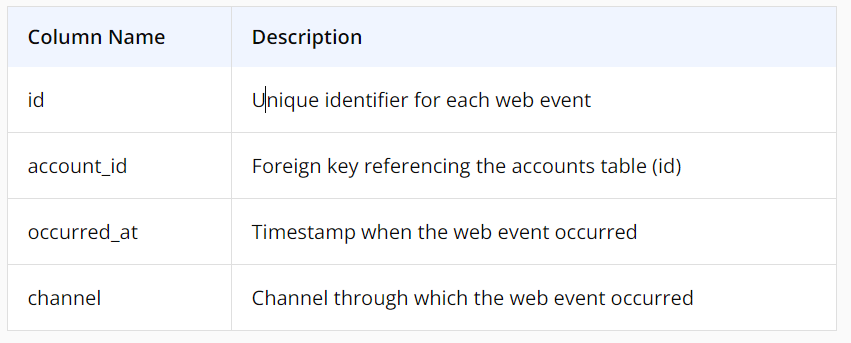 Column Name Description
id Unique identifier for each web event
account_id Foreign key referencing the accounts table (id)
occurred_at Timestamp when the web event occurred
channel Channel through which the web event occurred